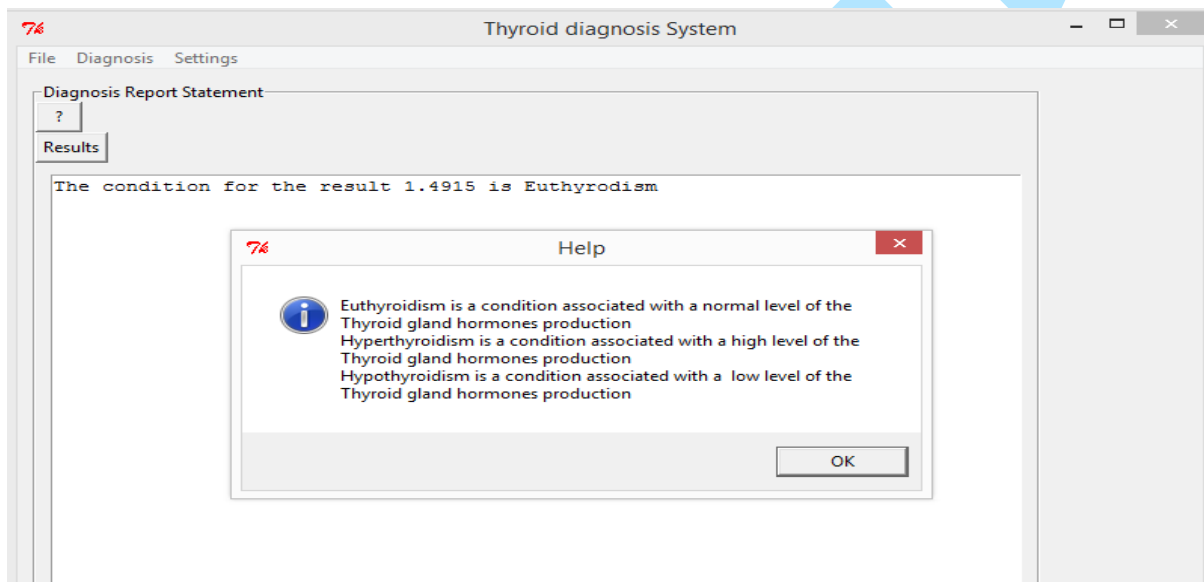 Thyroid diagnosis System
File Diagnosis Settings
Diagnosis Report Statement
?
Results
The condition for the result 1.4915 is Euthyrodism
Help
Euthyroidism is a condition associated with a normal level of the
Thyroid gland hormones production
Hyperthyroidism is a condition associated with a high level of the
Thyroid gland hormones production
Hypothyroidism is a condition associated with a  low level of the
Thyroid gland hormones production
OK